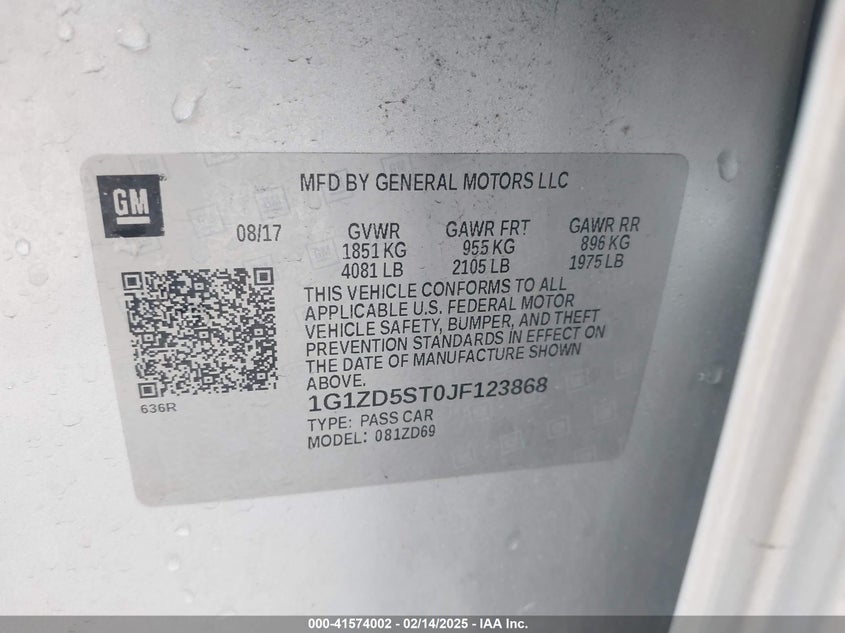 GM
MFD BY GENERAL MOTORS LLC
08/17 GVWR GAWR FRT GAWR RR
1851 KG 955 KG 896 KG
4081 LB 2105 LB 1975 LB
THIS VEHICLE CONFORMS TO ALL
APPLICABLE U.S. FEDERAL MOTOR
VEHICLE SAFETY, BUMPER, AND THEFT
PREVENTION STANDARDS IN EFFECT ON
THE DATE OF MANUFACTURE SHOWN
ABOVE.
1G1ZD5ST0JF123868
636R
TYPE: PASS CAR
MODEL: 081ZD69
000-41574002 - 02/14/2025 - IAA Inc.